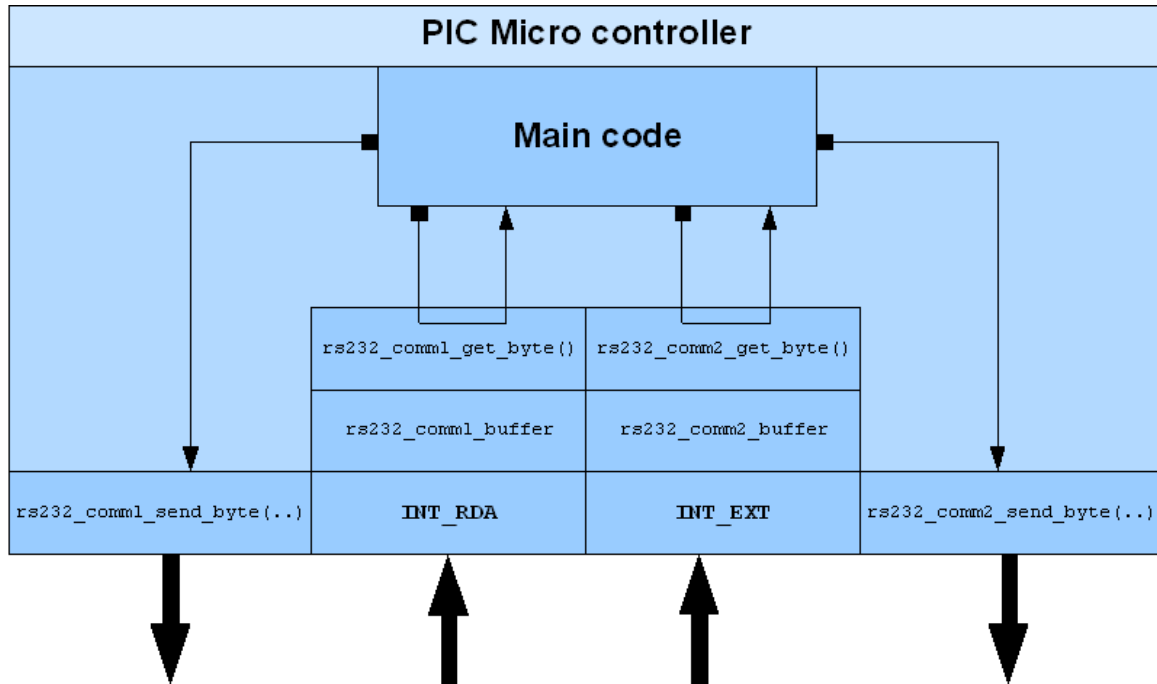 PIC Micro controller
Main code
rs232_comm1_get_byte()
rs232_comm2_get_byte()
rs232_comm1_buffer
rs232_comm2_buffer
rs232_comm1_send_byte(..)
INT_RDA
INT_EXT
rs232_comm2_send_byte(..)